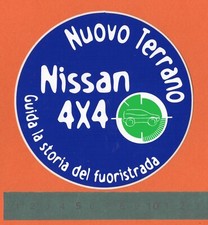 Nuovo Terrano
Nissan
4X4
Guida la storia del fuoristrada